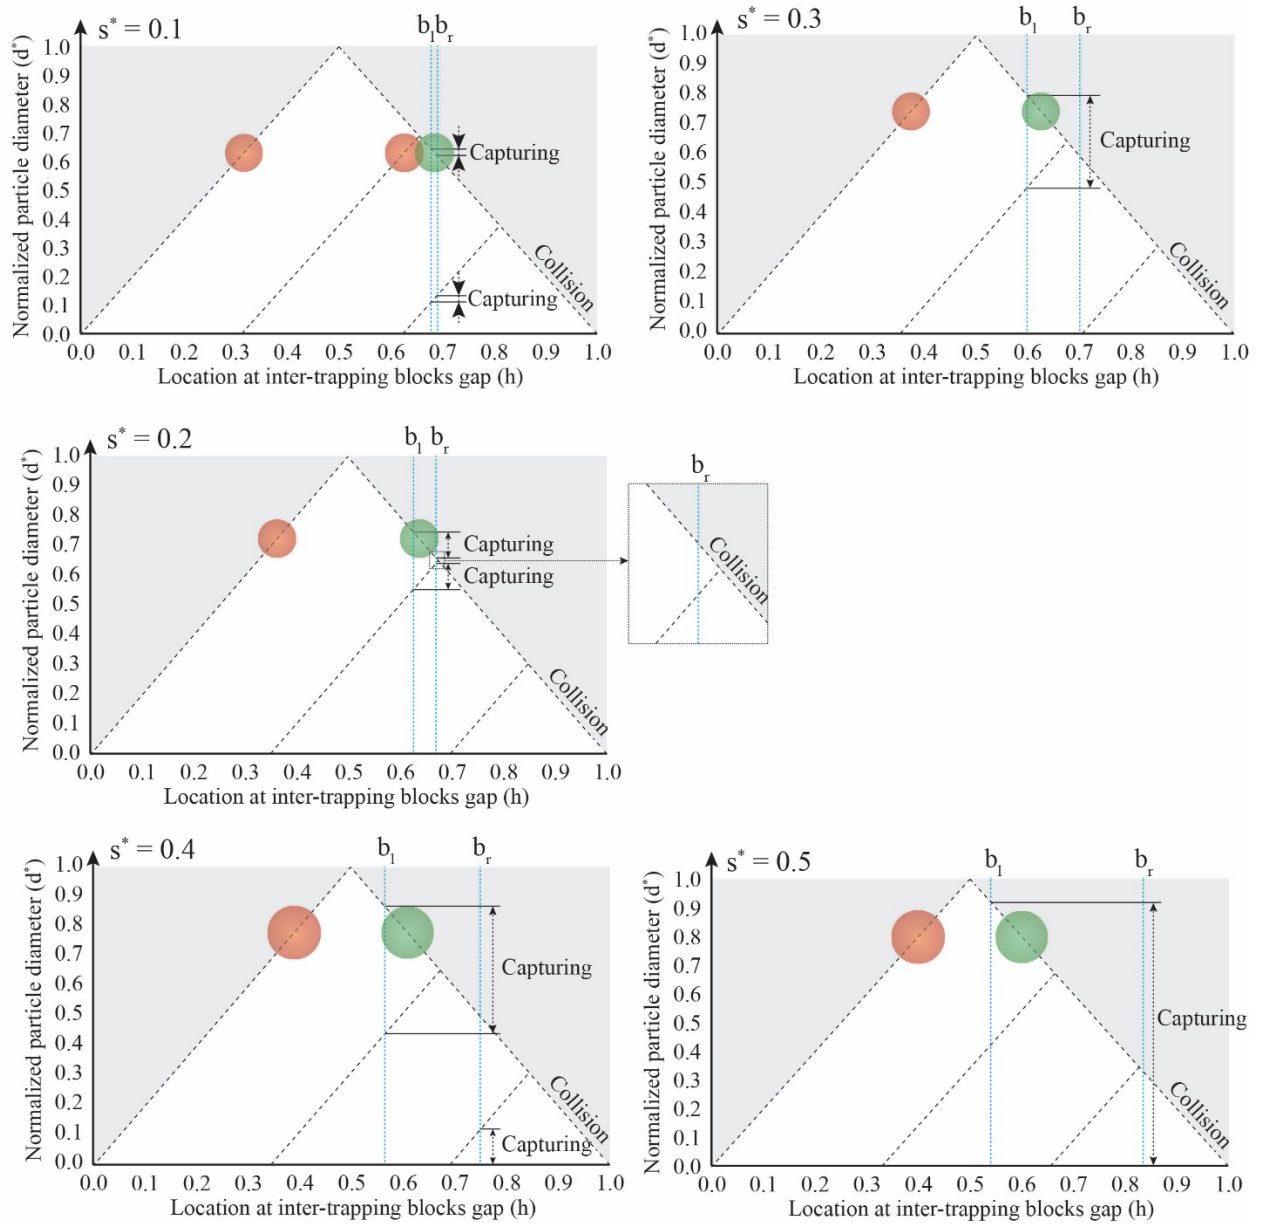 s* = 0.1
b_l b_r
1.0
0.9
0.8
0.7
0.6
0.5
0.4
0.3
0.2
0.1
0.0
Normalized particle diameter (d*)
Capturing
Capturing
Collision
0.0 0.1 0.2 0.3 0.4 0.5 0.6 0.7 0.8 0.9 1.0
Location at inter-trapping blocks gap (h)
s* = 0.3
b_l b_r
1.0
0.9
0.8
0.7
0.6
0.5
0.4
0.3
0.2
0.1
0.0
Normalized particle diameter (d*)
Capturing
Collision
0.0 0.1 0.2 0.3 0.4 0.5 0.6 0.7 0.8 0.9 1.0
Location at inter-trapping blocks gap (h)
s* = 0.2
b_l b_r
1.0
0.9
0.8
0.7
0.6
0.5
0.4
0.3
0.2
0.1
0.0
Normalized particle diameter (d*)
Capturing
Capturing
Collision
0.0 0.1 0.2 0.3 0.4 0.5 0.6 0.7 0.8 0.9 1.0
Location at inter-trapping blocks gap (h)
b_r
Collision
s* = 0.4
b_l b_r
1.0
0.9
0.8
0.7
0.6
0.5
0.4
0.3
0.2
0.1
0.0
Normalized particle diameter (d*)
Capturing
Capturing
Collision
0.0 0.1 0.2 0.3 0.4 0.5 0.6 0.7 0.8 0.9 1.0
Location at inter-trapping blocks gap (h)
s* = 0.5
b_l b_r
1.0
0.9
0.8
0.7
0.6
0.5
0.4
0.3
0.2
0.1
0.0
Normalized particle diameter (d*)
Capturing
Collision
0.0 0.1 0.2 0.3 0.4 0.5 0.6 0.7 0.8 0.9 1.0
Location at inter-trapping blocks gap (h)